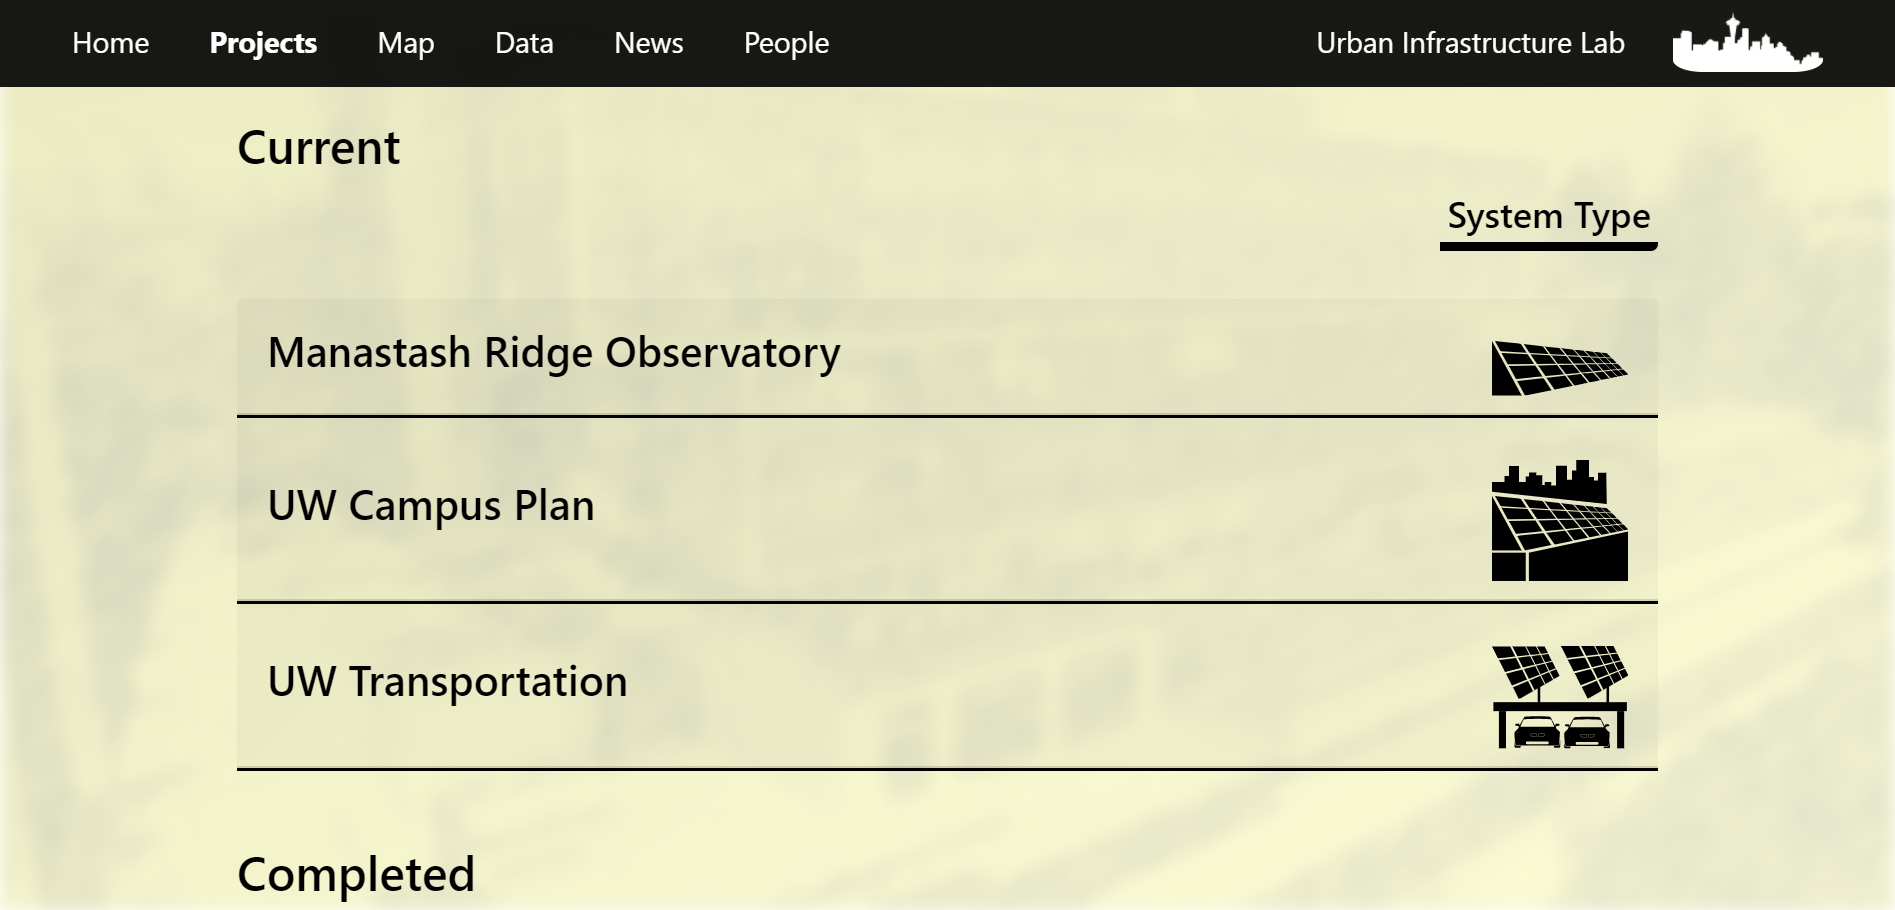 Home Projects Map Data News People Urban Infrastructure Lab
Current
System Type
Manastash Ridge Observatory
UW Campus Plan
UW Transportation
Completed